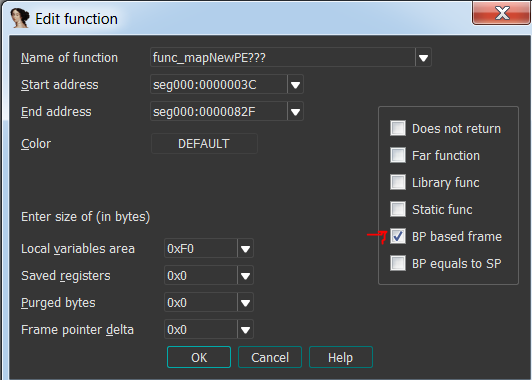 Edit function
Name of function func_mapNewPE???
Start address seg000:0000003C
End address seg000:0000082F
Color DEFAULT
Does not return
Far function
Library func
Static func
BP based frame
BP equals to SP
Enter size of (in bytes)
Local variables area 0xF0
Saved registers 0x0
Purged bytes 0x0
Frame pointer delta 0x0
OK Cancel Help